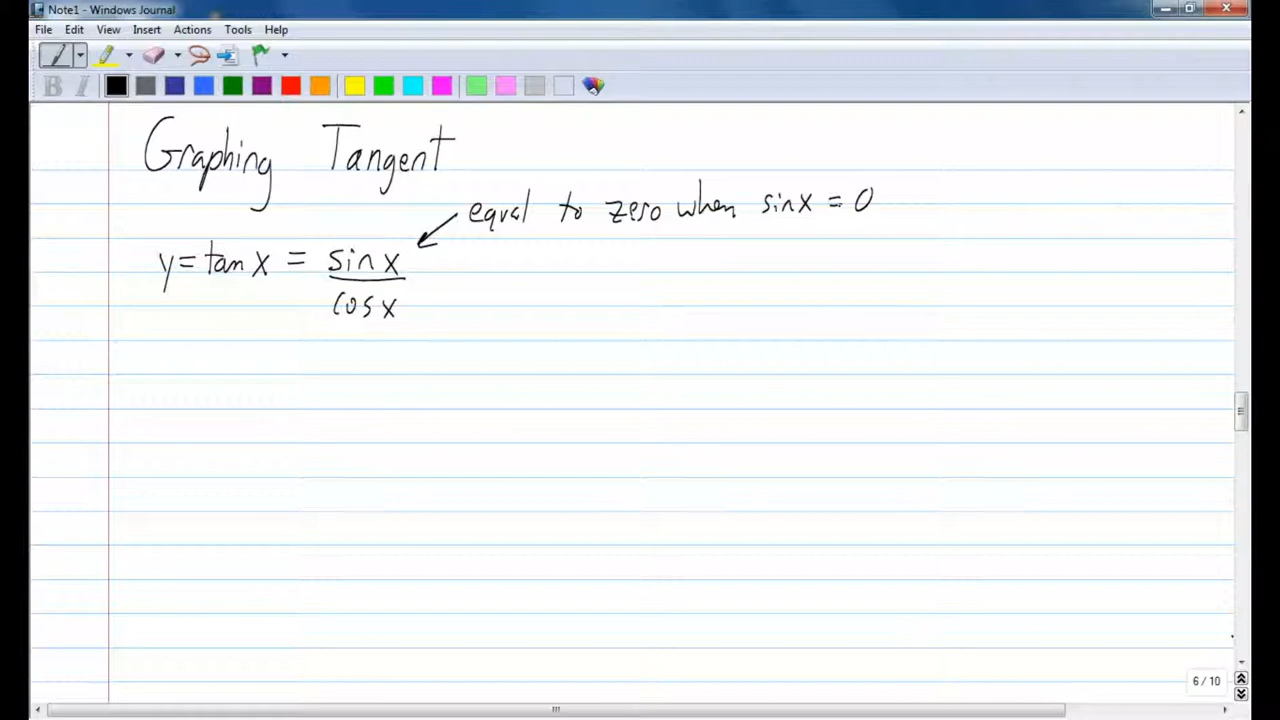 Note1 - Windows Journal
File Edit View Insert Actions Tools Help
B I
Graphing Tangent
equal to zero when sinx = 0
y = tan x = sin x
cos x
6 / 10